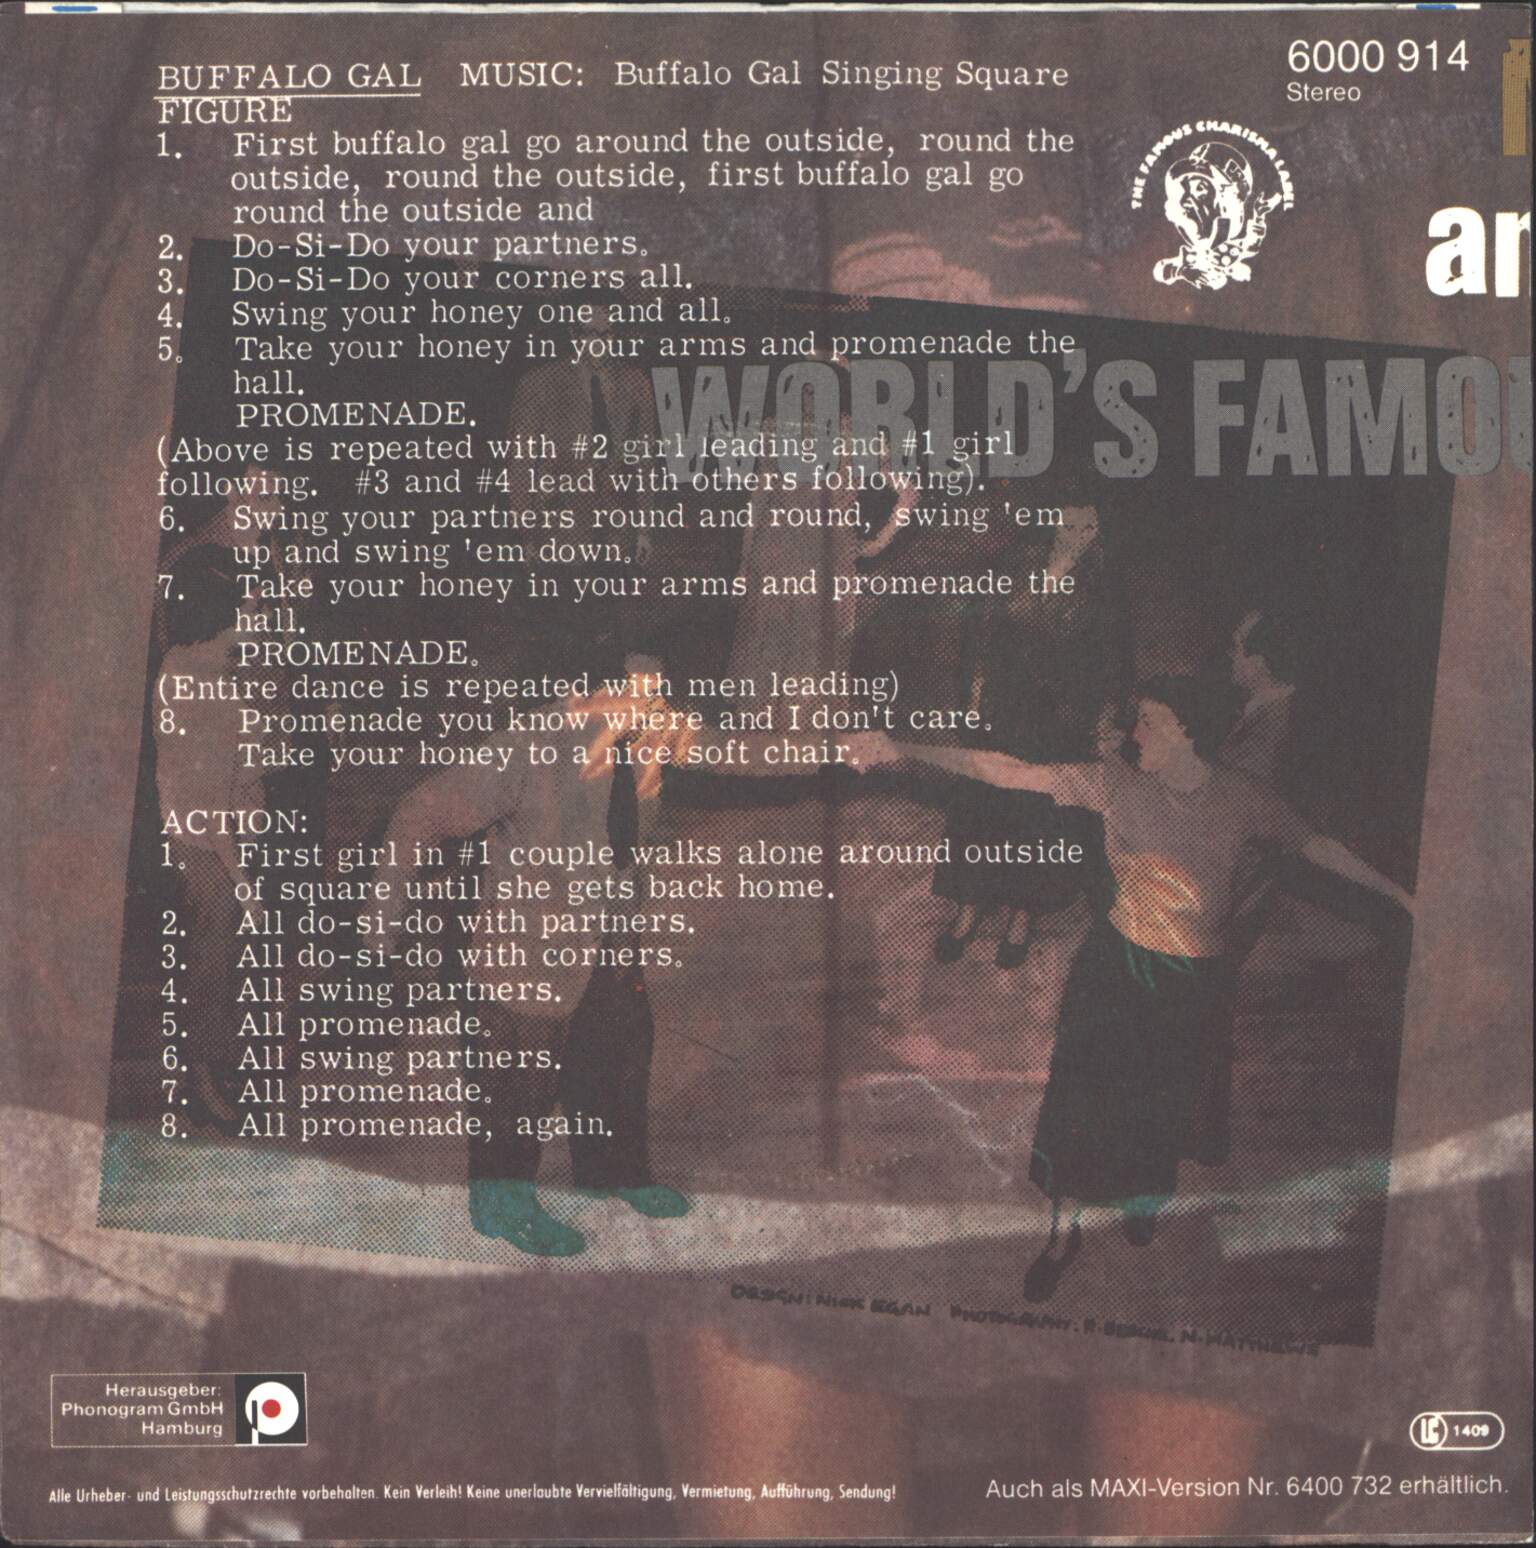 BUFFALO GAL MUSIC: Buffalo Gal Singing Square
FIGURE
1. First buffalo gal go around the outside, round the
outside, round the outside, first buffalo gal go
round the outside and
2. Do-Si-Do your partners.
3. Do-Si-Do your corners all.
4. Swing your honey one and all.
5. Take your honey in your arms and promenade the
hall.
PROMENADE.
(Above is repeated with #2 girl leading and #1 girl
following. #3 and #4 lead with others following).
6. Swing your partners round and round, swing 'em
up and swing 'em down.
7. Take your honey in your arms and promenade the
hall.
PROMENADE.
(Entire dance is repeated with men leading)
8. Promenade you know where and I don't care.
Take your honey to a nice soft chair.
ACTION:
1. First girl in #1 couple walks alone around outside
of square until she gets back home.
2. All do-si-do with partners.
3. All do-si-do with corners.
4. All swing partners.
5. All promenade.
6. All swing partners.
7. All promenade.
8. All promenade, again.
6000 914
Stereo
THE FAMOUS CHARISMA LABEL
an
WORLD'S FAMOU
DESIGN: NICK EGAN PHOTOGRAPHY: N. MATTHEWS
Herausgeber:
Phonogram GmbH
Hamburg
p
LC 1409
Alle Urheber- und Leistungsschutzrechte vorbehalten. Kein Verleih! Keine unerlaubte Vervielfältigung, Vermietung, Aufführung, Sendung!
Auch als MAXI-Version Nr. 6400 732 erhältlich.